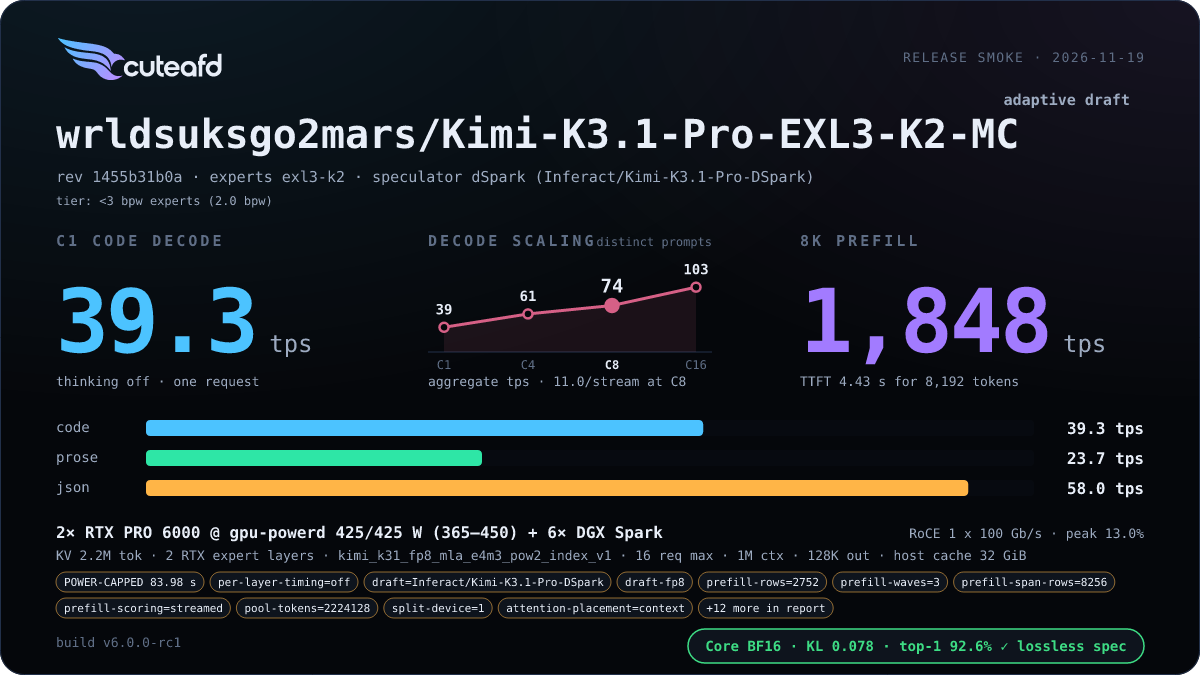 cuteafd
RELEASE SMOKE · 2026-11-19
adaptive draft
wrldsuksgo2mars/Kimi-K3.1-Pro-EXL3-K2-MC
rev 1455b31b0a · experts exl3-k2 · speculator dSpark (Inferact/Kimi-K3.1-Pro-DSpark)
tier: <3 bpw experts (2.0 bpw)
C1 CODE DECODE
39.3 tps
thinking off · one request
DECODE SCALING distinct prompts
39 61 74 103
C1 C4 C8 C16
aggregate tps · 11.0/stream at C8
8K PREFILL
1,848 tps
TTFT 4.43 s for 8,192 tokens
code 39.3 tps
prose 23.7 tps
json 58.0 tps
2× RTX PRO 6000 @ gpu-powerd 425/425 W (365–450) + 6× DGX Spark
RoCE 1 x 100 Gb/s · peak 13.0%
KV 2.2M tok · 2 RTX expert layers · kimi_k31_fp8_mla_e4m3_pow2_index_v1 · 16 req max · 1M ctx · 128K out · host cache 32 GiB
POWER-CAPPED 83.98 s per-layer-timing=off draft=Inferact/Kimi-K3.1-Pro-DSpark draft-fp8 prefill-rows=2752 prefill-waves=3 prefill-span-rows=8256
prefill-scoring=streamed pool-tokens=2224128 split-device=1 attention-placement=context +12 more in report
build v6.0.0-rc1
Core BF16 · KL 0.078 · top-1 92.6% ✓ lossless spec